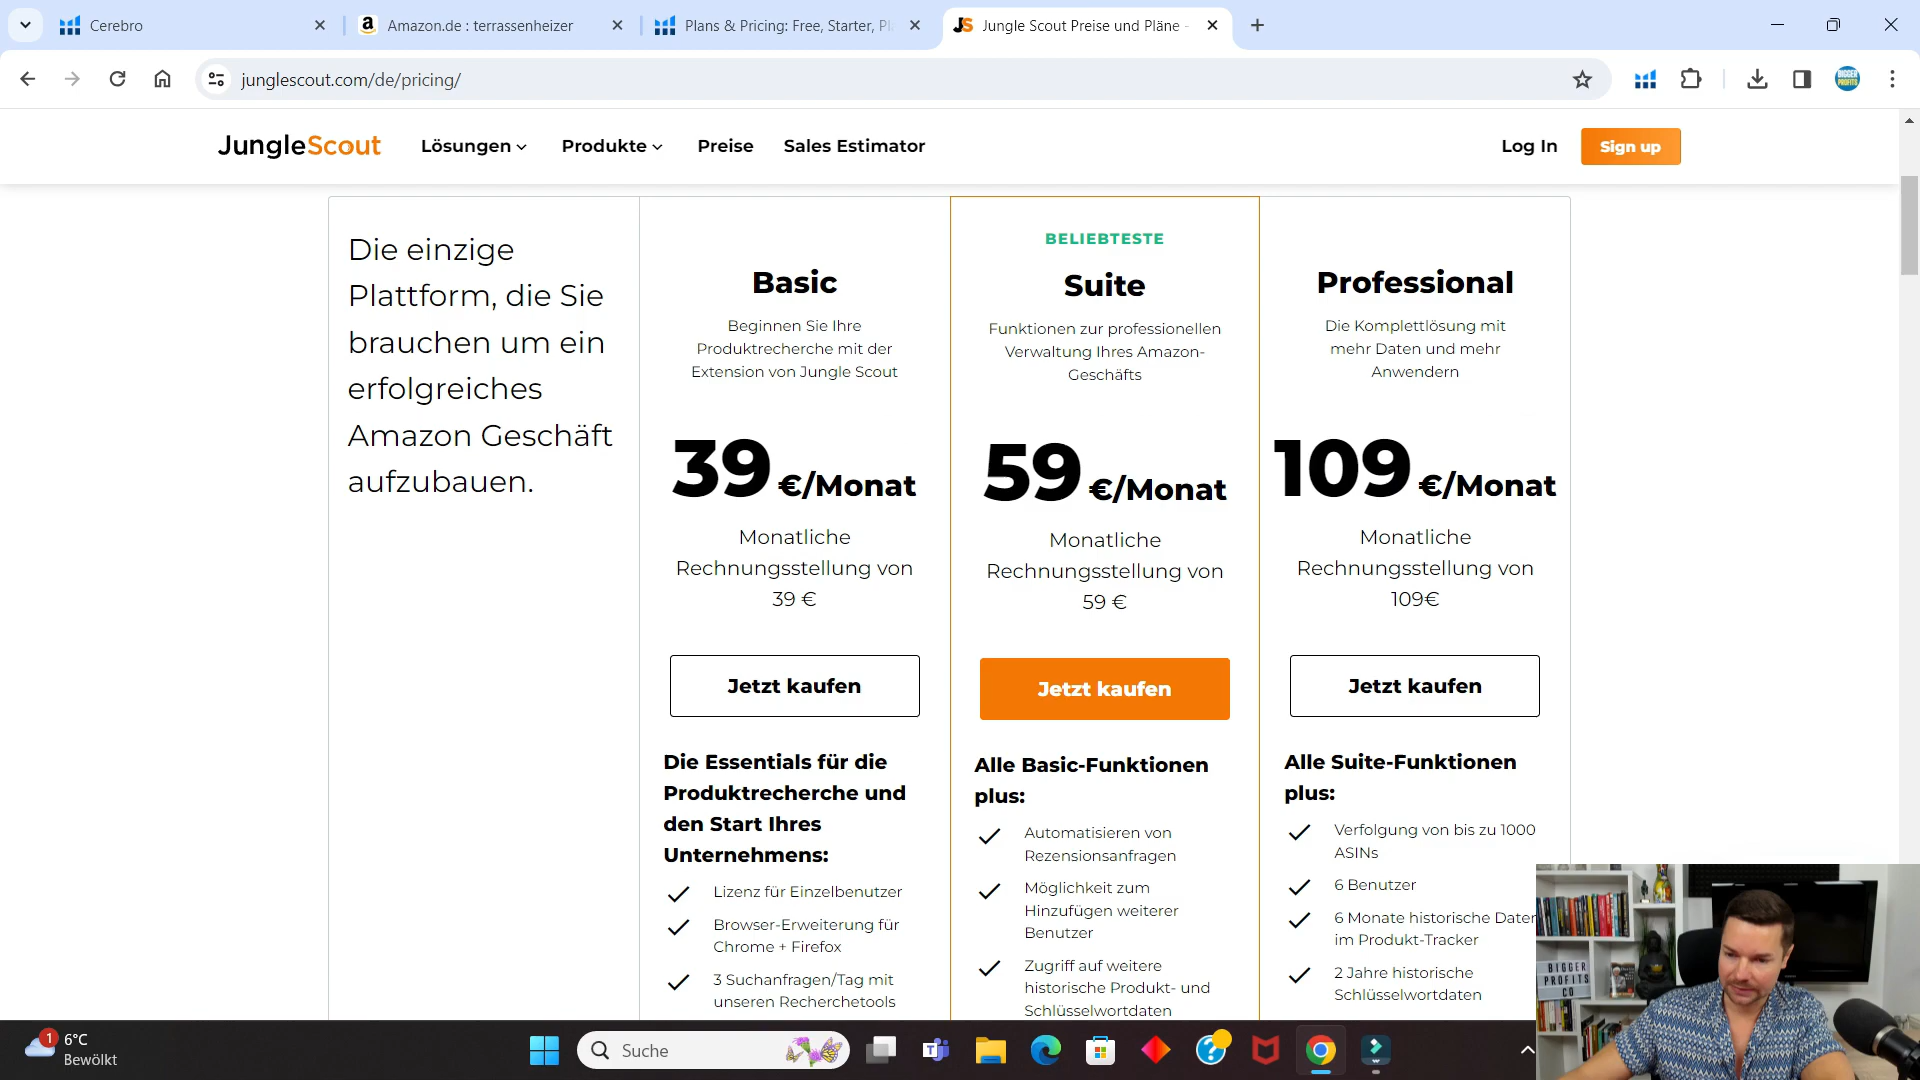 Cerebro
Amazon.de : terrassenheizer
Plans & Pricing: Free, Starter, Pl
Jungle Scout Preise und Pläne -
junglescout.com/de/pricing/
JungleScout
Lösungen
Produkte
Preise
Sales Estimator
Log In
Sign up
Die einzige
Plattform, die Sie
brauchen um ein
erfolgreiches
Amazon Geschäft
aufzubauen.
Basic
Beginnen Sie Ihre
Produktrecherche mit der
Extension von Jungle Scout
39 €/Monat
Monatliche
Rechnungsstellung von
39 €
Jetzt kaufen
Die Essentials für die
Produktrecherche und
den Start Ihres
Unternehmens:
Lizenz für Einzelbenutzer
Browser-Erweiterung für
Chrome + Firefox
3 Suchanfragen/Tag mit
unseren Recherchetools
BELIEBTESTE
Suite
Funktionen zur professionellen
Verwaltung Ihres Amazon-
Geschäfts
59 €/Monat
Monatliche
Rechnungsstellung von
59 €
Jetzt kaufen
Alle Basic-Funktionen
plus:
Automatisieren von
Rezensionsanfragen
Möglichkeit zum
Hinzufügen weiterer
Benutzer
Zugriff auf weitere
historische Produkt- und
Schlüsselwortdaten
Professional
Die Komplettlösung mit
mehr Daten und mehr
Anwendern
109 €/Monat
Monatliche
Rechnungsstellung von
109€
Jetzt kaufen
Alle Suite-Funktionen
plus:
Verfolgung von bis zu 1000
ASINs
6 Benutzer
6 Monate historische Daten
im Produkt-Tracker
2 Jahre historische
Schlüsselwortdaten
BIGGER
PROFITS
CO
1
6°C
Bewölkt
Suche